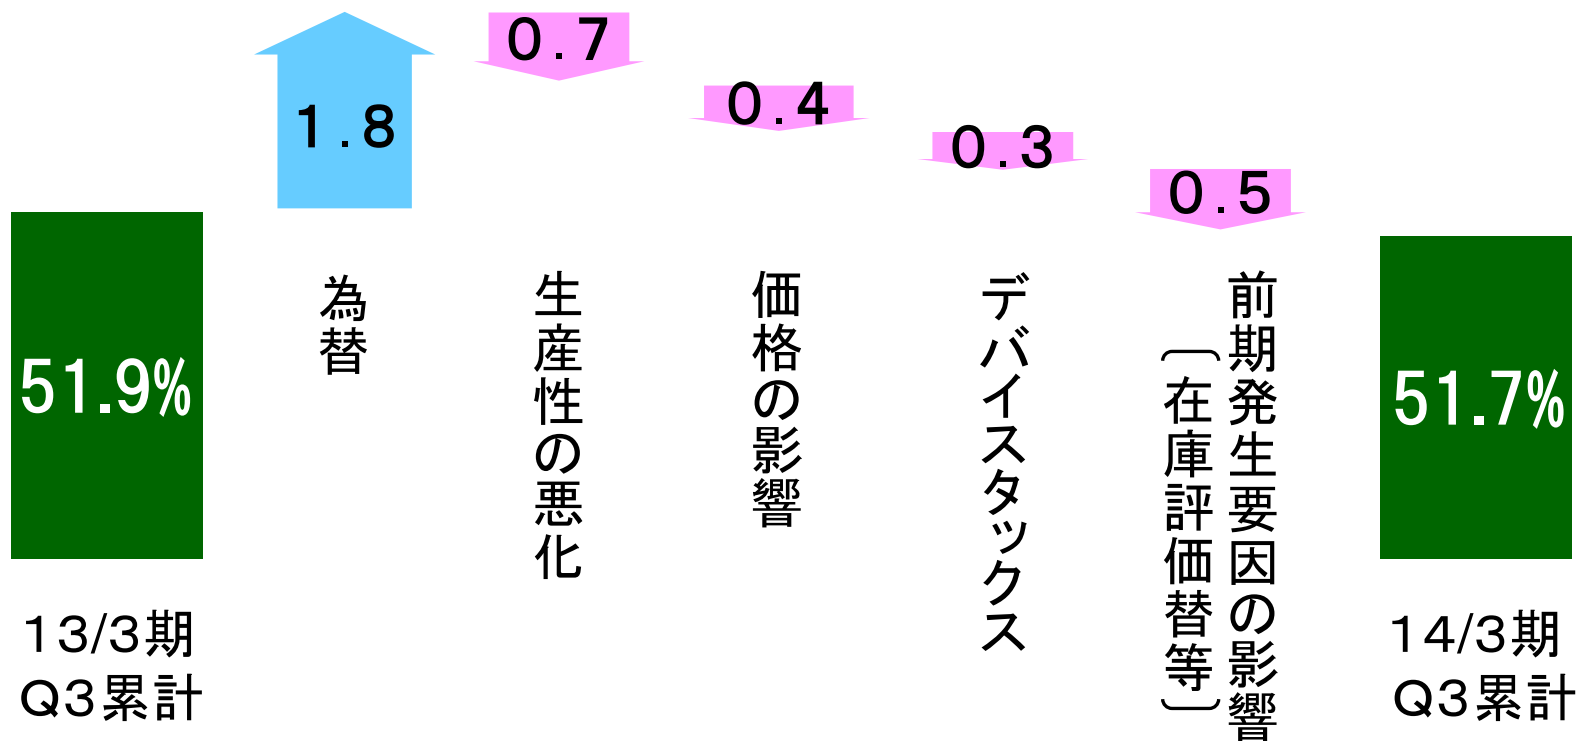 1.8
0.7
0.4
0.3
0.5
51.9%
為替
生産性の悪化
価格の影響
デバイスタックス
前期発生要因の影響
〔在庫評価替等〕
51.7%
13/3期
Q3累計
14/3期
Q3累計